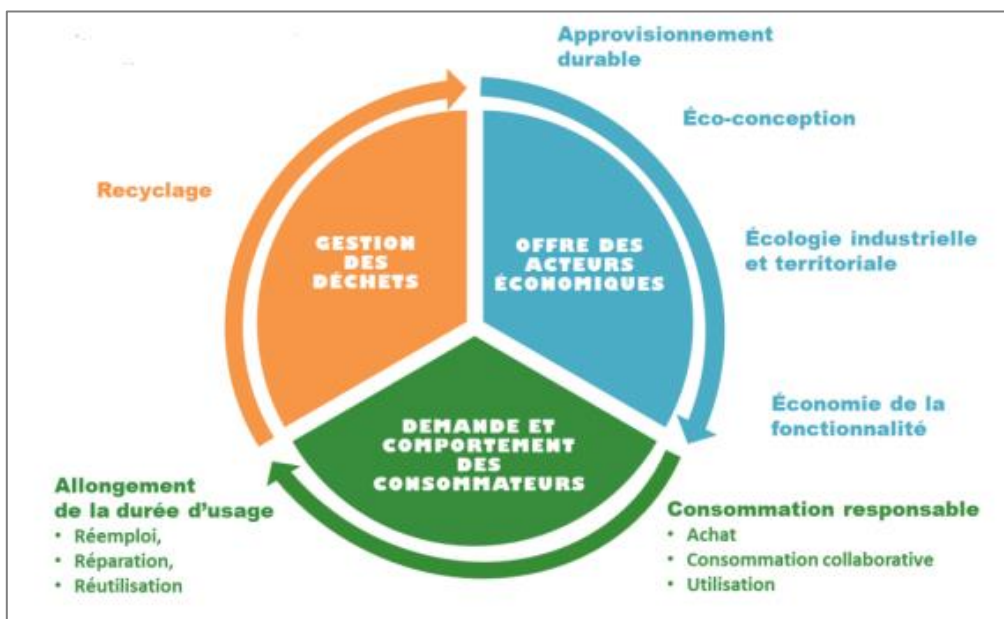 Approvisionnement
durable
Éco-conception
Écologie industrielle
et territoriale
Économie de la
fonctionnalité
Recyclage
GESTION
DES
DÉCHETS
OFFRE DES
ACTEURS
ÉCONOMIQUES
DEMANDE ET
COMPORTEMENT
DES
CONSOMMATEURS
Allongement
de la durée d'usage
• Réemploi,
• Réparation,
• Réutilisation
Consommation responsable
• Achat
• Consommation collaborative
• Utilisation